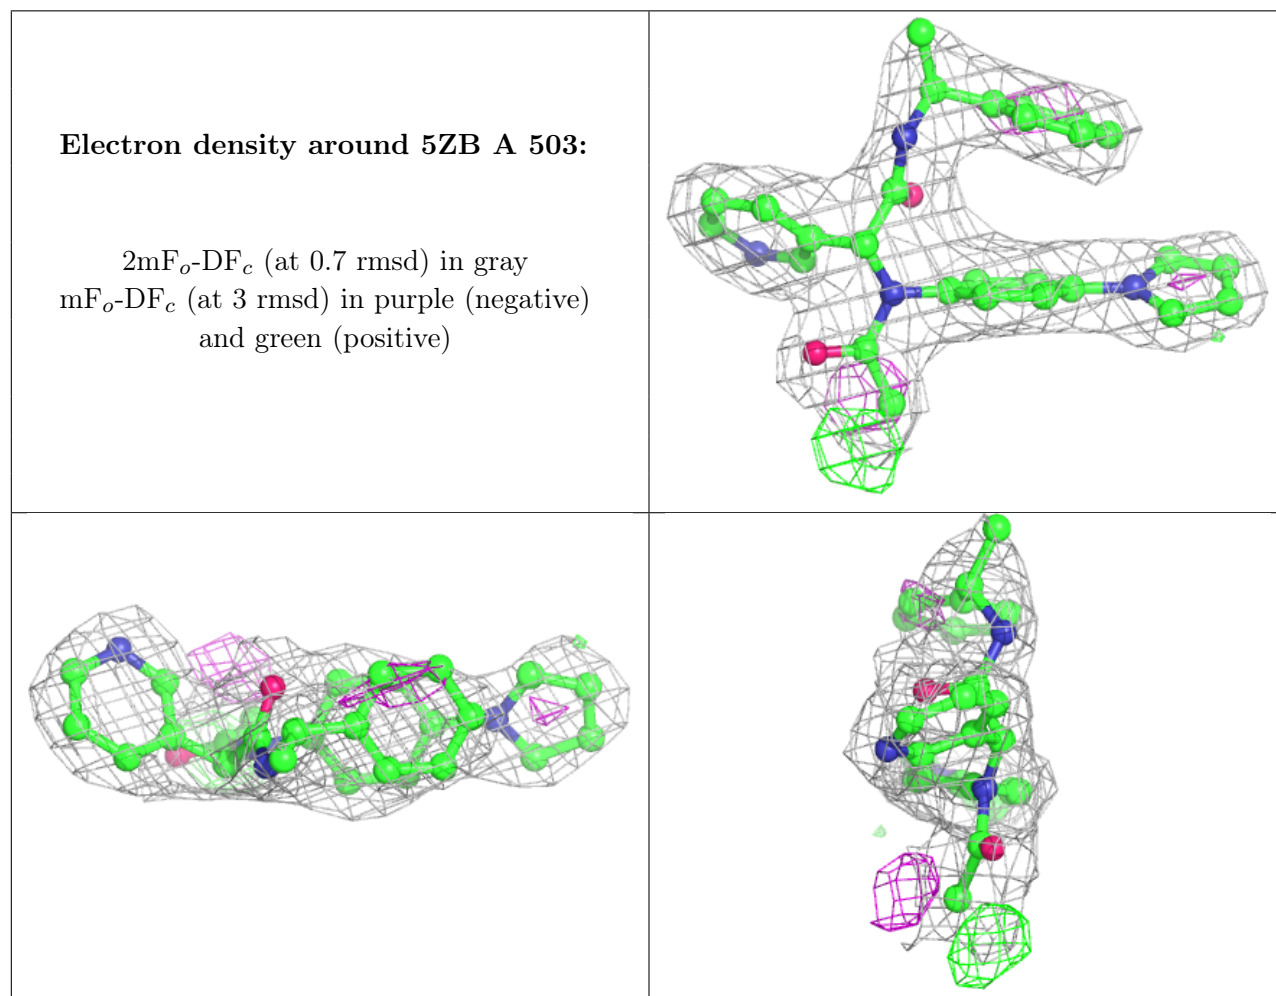 Electron density around 5ZB A 503:
2mFo-DFc (at 0.7 rmsd) in gray
mFo-DFc (at 3 rmsd) in purple (negative)
and green (positive)